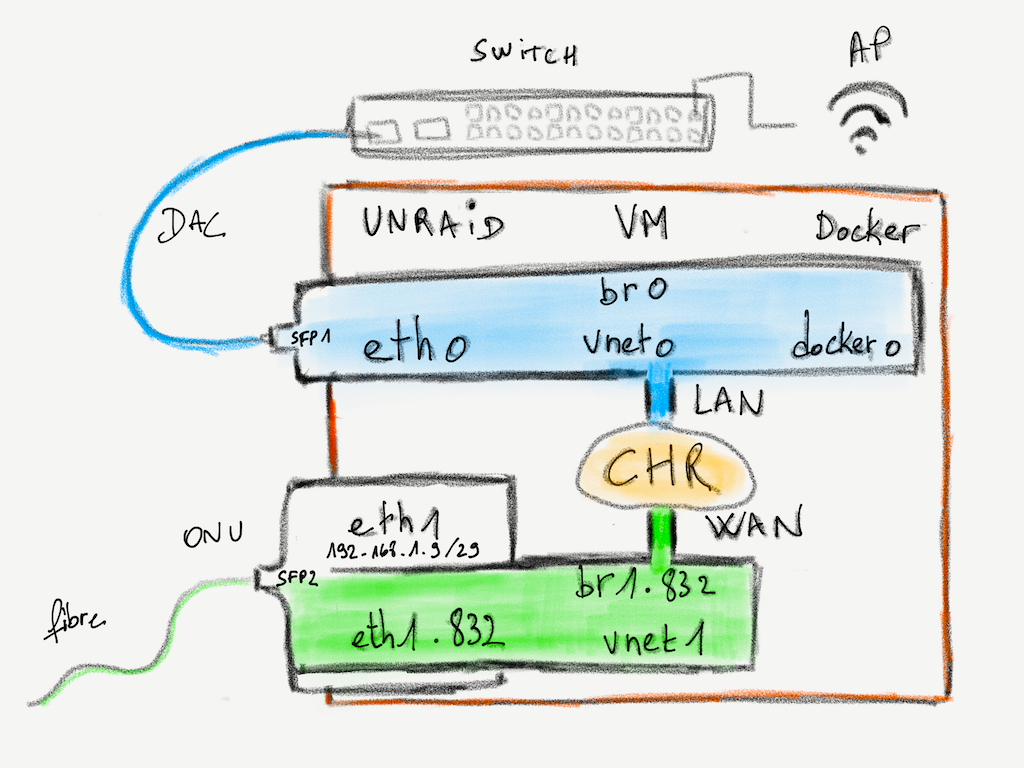 SWiTCH
AP
DAC
UNRAiD
VM
Docker
br0
SFP1
eth0
vnet0
docker0
LAN
CHR
WAN
ONU
eth1
192.168.1.9/29
SFP2
br1.832
fibre
eth1.832
vnet1